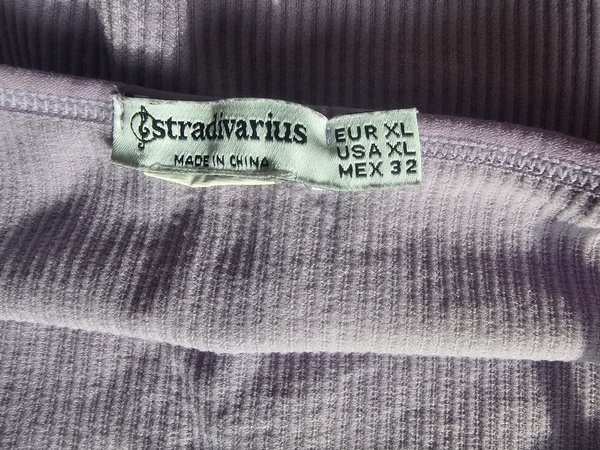 stradivarius
MADE IN CHINA
EUR XL
USA XL
MEX 32